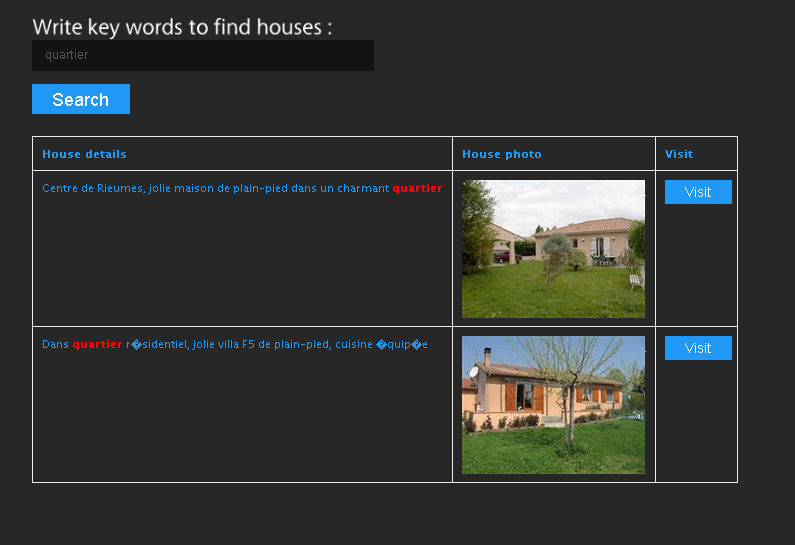 Write key words to find houses :
quartier
Search
House details House photo Visit
Centre de Rieumes, jolie maison de plain-pied dans un charmant quartier Visit
Dans quartier r�sidentiel, jolie villa F5 de plain-pied, cuisine �quip�e Visit